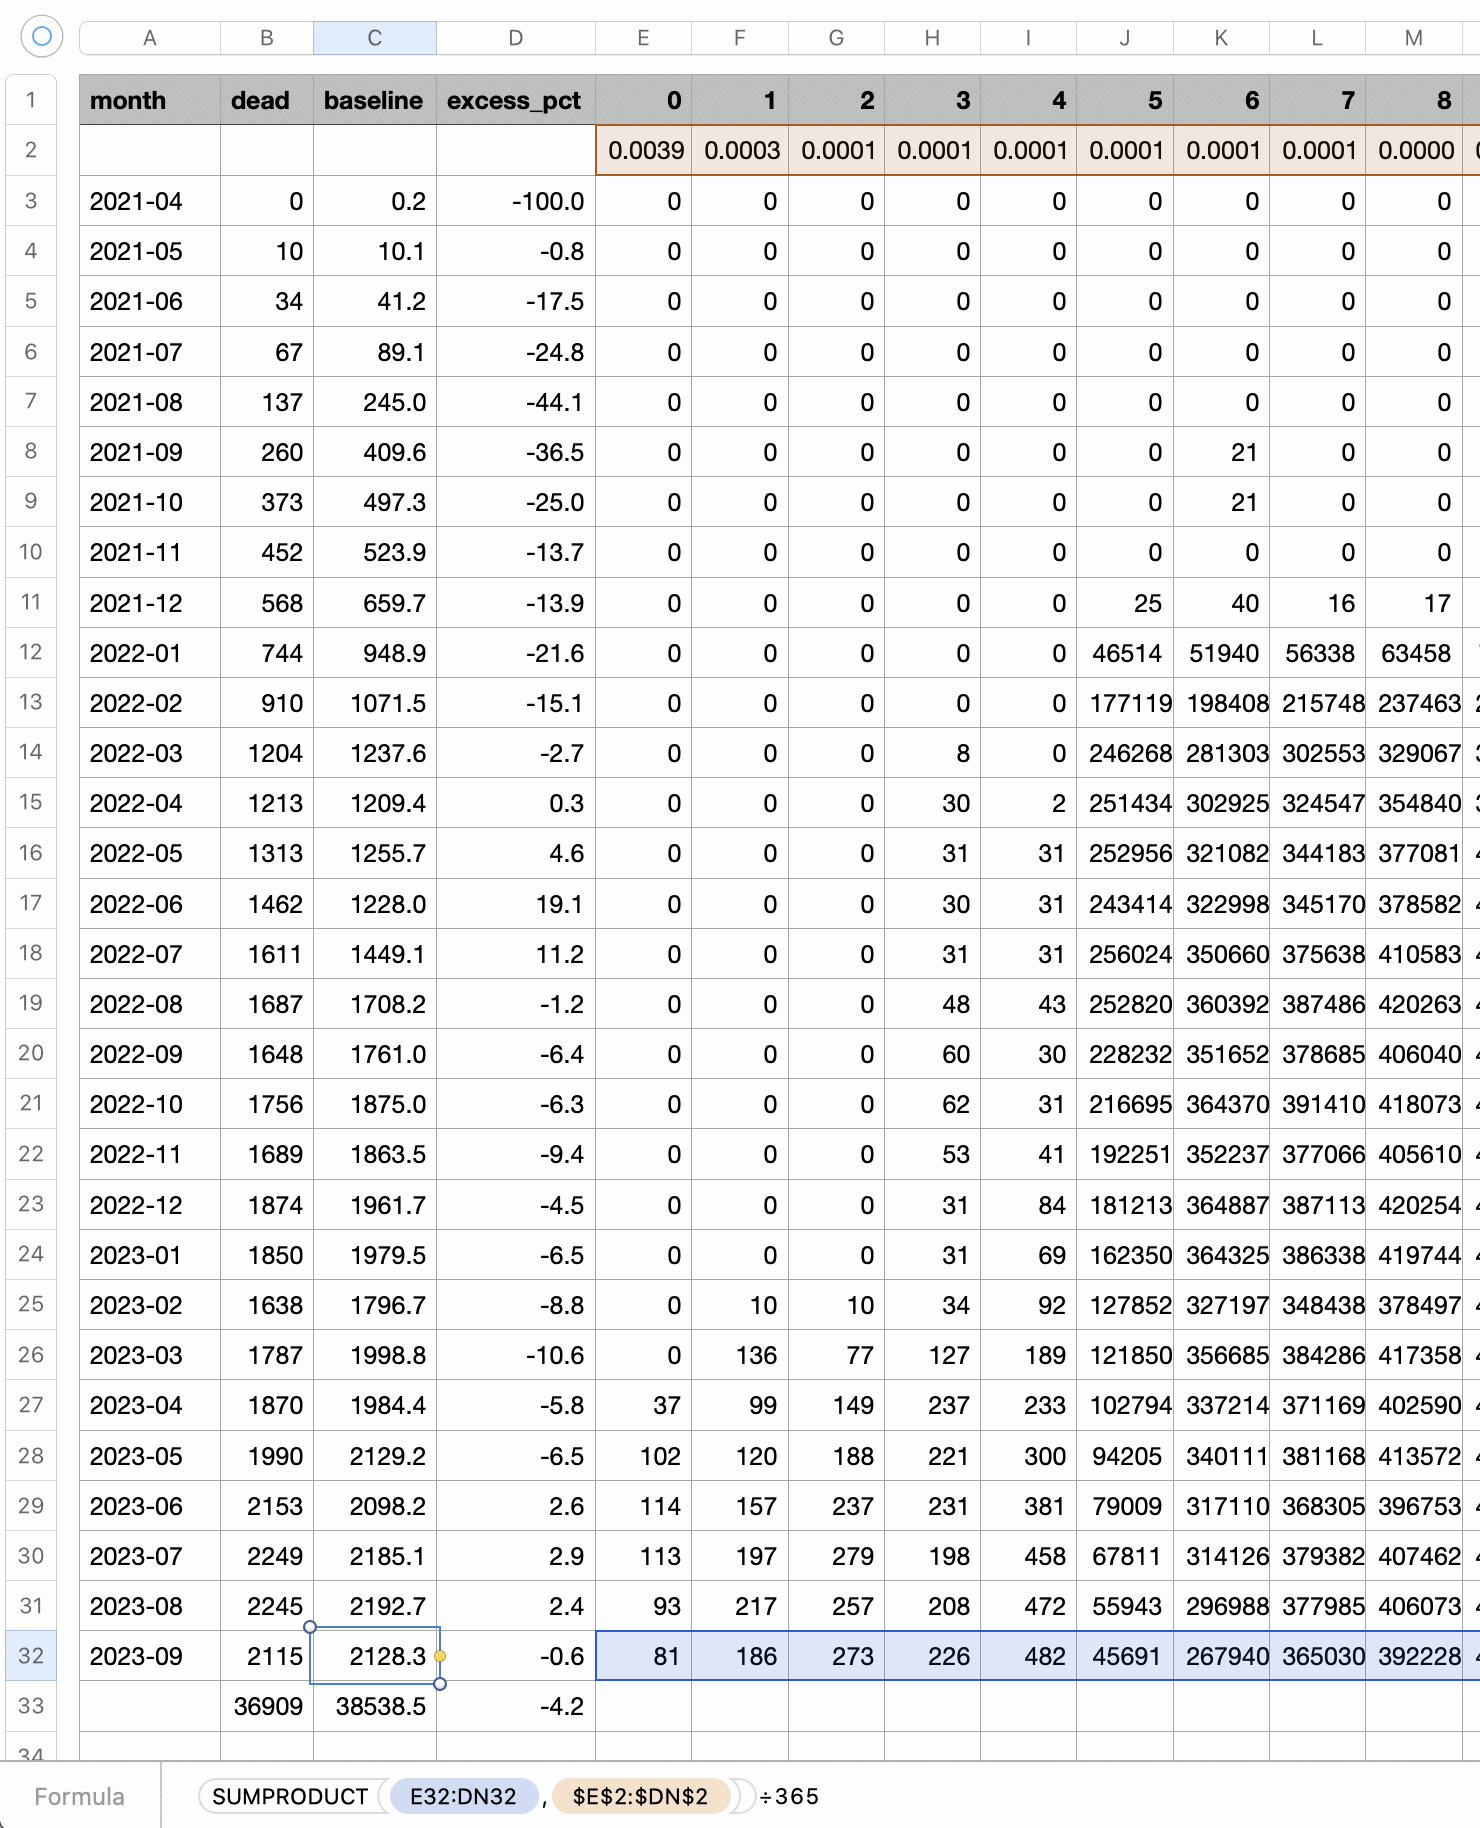 A B C D E F G H I J K L M
1 month dead baseline excess_pct 0 1 2 3 4 5 6 7 8
2 0.0039 0.0003 0.0001 0.0001 0.0001 0.0001 0.0001 0.0001 0.0000
3 2021-04 0 0.2 -100.0 0 0 0 0 0 0 0 0 0
4 2021-05 10 10.1 -0.8 0 0 0 0 0 0 0 0 0
5 2021-06 34 41.2 -17.5 0 0 0 0 0 0 0 0 0
6 2021-07 67 89.1 -24.8 0 0 0 0 0 0 0 0 0
7 2021-08 137 245.0 -44.1 0 0 0 0 0 0 0 0 0
8 2021-09 260 409.6 -36.5 0 0 0 0 0 0 21 0 0
9 2021-10 373 497.3 -25.0 0 0 0 0 0 0 21 0 0
10 2021-11 452 523.9 -13.7 0 0 0 0 0 0 0 0 0
11 2021-12 568 659.7 -13.9 0 0 0 0 0 25 40 16 17
12 2022-01 744 948.9 -21.6 0 0 0 0 0 46514 51940 56338 63458
13 2022-02 910 1071.5 -15.1 0 0 0 0 0 177119 198408 215748 237463
14 2022-03 1204 1237.6 -2.7 0 0 0 8 0 246268 281303 302553 329067
15 2022-04 1213 1209.4 0.3 0 0 0 30 2 251434 302925 324547 354840
16 2022-05 1313 1255.7 4.6 0 0 0 31 31 252956 321082 344183 377081
17 2022-06 1462 1228.0 19.1 0 0 0 30 31 243414 322998 345170 378582
18 2022-07 1611 1449.1 11.2 0 0 0 31 31 256024 350660 375638 410583
19 2022-08 1687 1708.2 -1.2 0 0 0 48 43 252820 360392 387486 420263
20 2022-09 1648 1761.0 -6.4 0 0 0 60 30 228232 351652 378685 406040
21 2022-10 1756 1875.0 -6.3 0 0 0 62 31 216695 364370 391410 418073
22 2022-11 1689 1863.5 -9.4 0 0 0 53 41 192251 352237 377066 405610
23 2022-12 1874 1961.7 -4.5 0 0 0 31 84 181213 364887 387113 420254
24 2023-01 1850 1979.5 -6.5 0 0 0 31 69 162350 364325 386338 419744
25 2023-02 1638 1796.7 -8.8 0 10 10 34 92 127852 327197 348438 378497
26 2023-03 1787 1998.8 -10.6 0 136 77 127 189 121850 356685 384286 417358
27 2023-04 1870 1984.4 -5.8 37 99 149 237 233 102794 337214 371169 402590
28 2023-05 1990 2129.2 -6.5 102 120 188 221 300 94205 340111 381168 413572
29 2023-06 2153 2098.2 2.6 114 157 237 231 381 79009 317110 368305 396753
30 2023-07 2249 2185.1 2.9 113 197 279 198 458 67811 314126 379382 407462
31 2023-08 2245 2192.7 2.4 93 217 257 208 472 55943 296988 377985 406073
32 2023-09 2115 2128.3 -0.6 81 186 273 226 482 45691 267940 365030 392228
33 36909 38538.5 -4.2
34
Formula SUMPRODUCT ( E32:DN32 , $E$2:$DN$2 ) ÷365